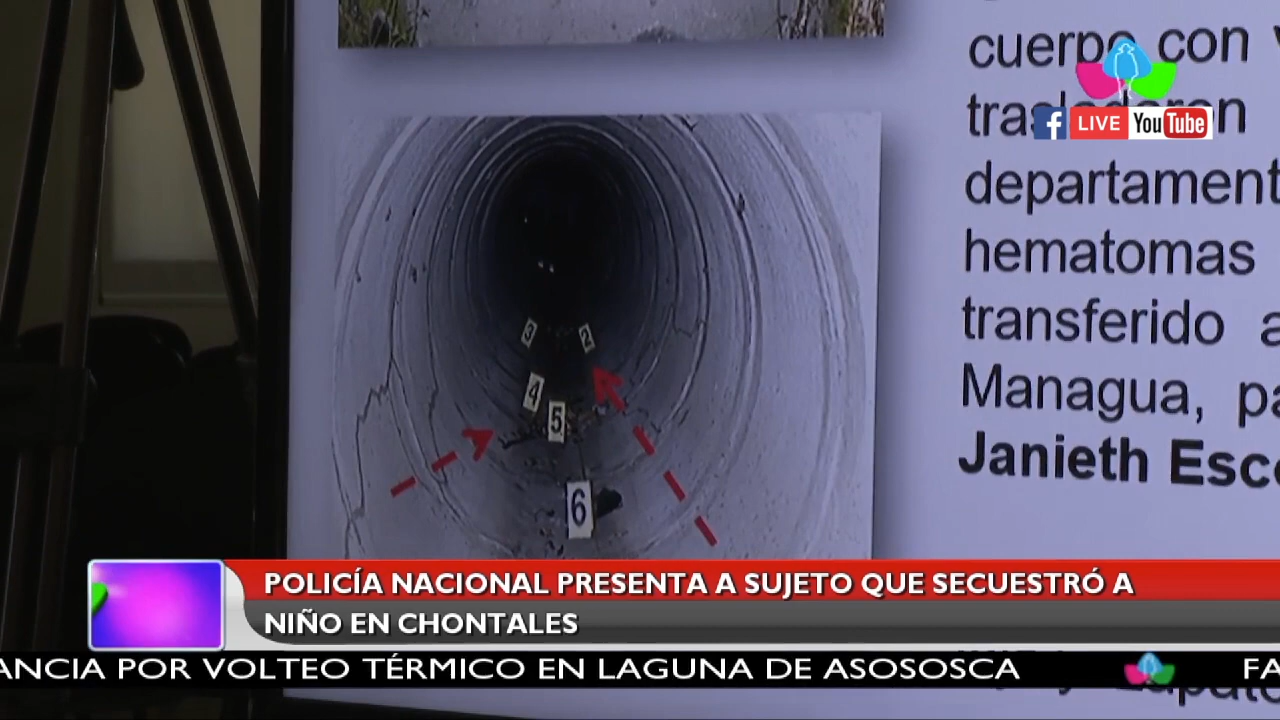 cuerpo con
LIVE YouTube
departament
hematomas
transferido a
Managua, pa
Janieth Esc
3 2
4
5
6
POLICÍA NACIONAL PRESENTA A SUJETO QUE SECUESTRÓ A
NIÑO EN CHONTALES
ANCIA POR VOLTEO TÉRMICO EN LAGUNA DE ASOSOSCA FA